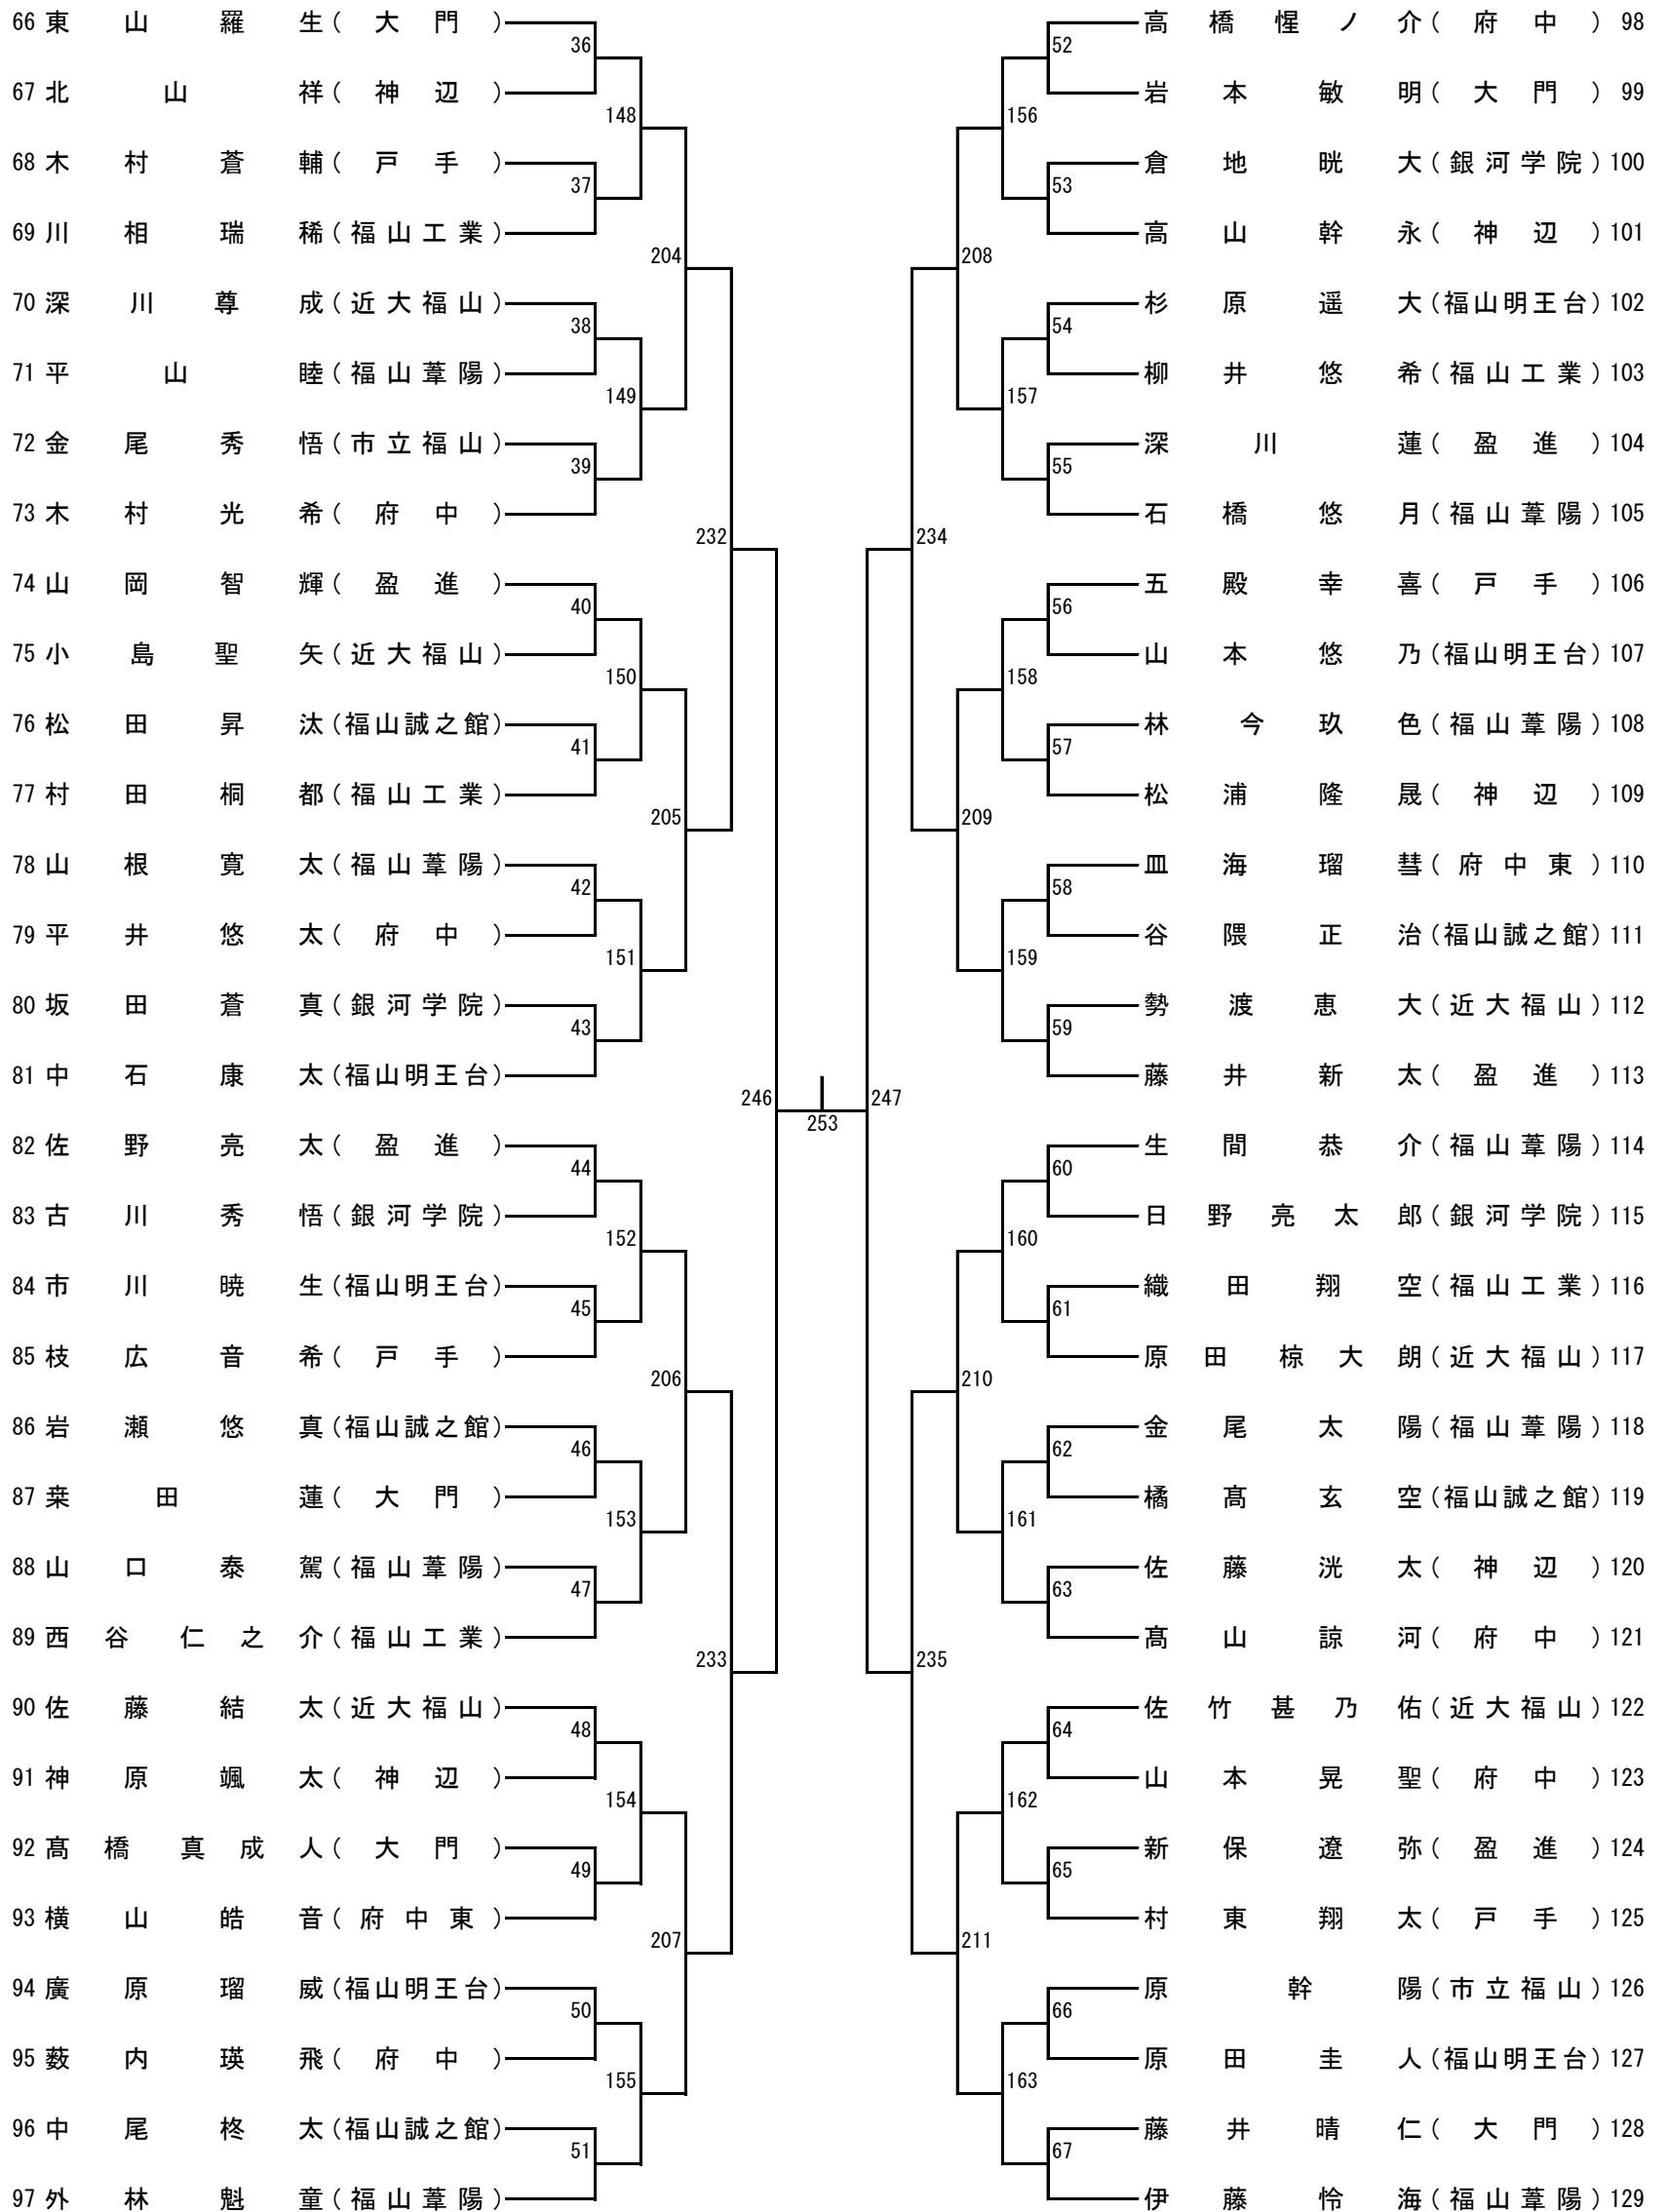 66 東山羅生(大門)
36
67 北山祥(神辺)
148
68 木村蒼輔(戸手)
37
69 川相瑞稀(福山工業)
204
70 深川尊成(近大福山)
38
71 平山睦(福山葦陽)
149
72 金尾秀悟(市立福山)
39
73 木村光希(府中)
232
74 山岡智輝(盈進)
40
75 小島聖矢(近大福山)
150
76 松田昇汰(福山誠之館)
41
77 村田桐都(福山工業)
205
78 山根寛太(福山葦陽)
42
79 平井悠太(府中)
151
80 坂田蒼真(銀河学院)
43
81 中石康太(福山明王台)
246
82 佐野亮太(盈進)
44
83 古川秀悟(銀河学院)
152
84 市川暁生(福山明王台)
45
85 枝広音希(戸手)
206
86 岩瀬悠真(福山誠之館)
46
87 桒田蓮(大門)
153
88 山口泰駕(福山葦陽)
47
89 西谷仁之介(福山工業)
233
90 佐藤結太(近大福山)
48
91 神原颯太(神辺)
154
92 髙橋真成人(大門)
49
93 横山皓音(府中東)
207
94 廣原瑠威(福山明王台)
50
95 薮内瑛飛(府中)
155
96 中尾柊太(福山誠之館)
51
97 外林魁童(福山葦陽)
253
高橋惺ノ介(府中) 98
52
岩本敏明(大門) 99
156
倉地晄大(銀河学院) 100
53
高山幹永(神辺) 101
208
杉原遥大(福山明王台) 102
54
柳井悠希(福山工業) 103
157
深川蓮(盈進) 104
55
石橋悠月(福山葦陽) 105
234
五殿幸喜(戸手) 106
56
山本悠乃(福山明王台) 107
158
林今玖色(福山葦陽) 108
57
松浦隆晟(神辺) 109
209
皿海瑠彗(府中東) 110
58
谷隈正治(福山誠之館) 111
159
勢渡恵大(近大福山) 112
59
藤井新太(盈進) 113
247
生間恭介(福山葦陽) 114
60
日野亮太郎(銀河学院) 115
160
織田翔空(福山工業) 116
61
原田椋大朗(近大福山) 117
210
金尾太陽(福山葦陽) 118
62
橘髙玄空(福山誠之館) 119
161
佐藤洸太(神辺) 120
63
髙山諒河(府中) 121
235
佐竹甚乃佑(近大福山) 122
64
山本晃聖(府中) 123
162
新保遼弥(盈進) 124
65
村東翔太(戸手) 125
211
原幹陽(市立福山) 126
66
原田圭人(福山明王台) 127
163
藤井晴仁(大門) 128
67
伊藤怜海(福山葦陽) 129